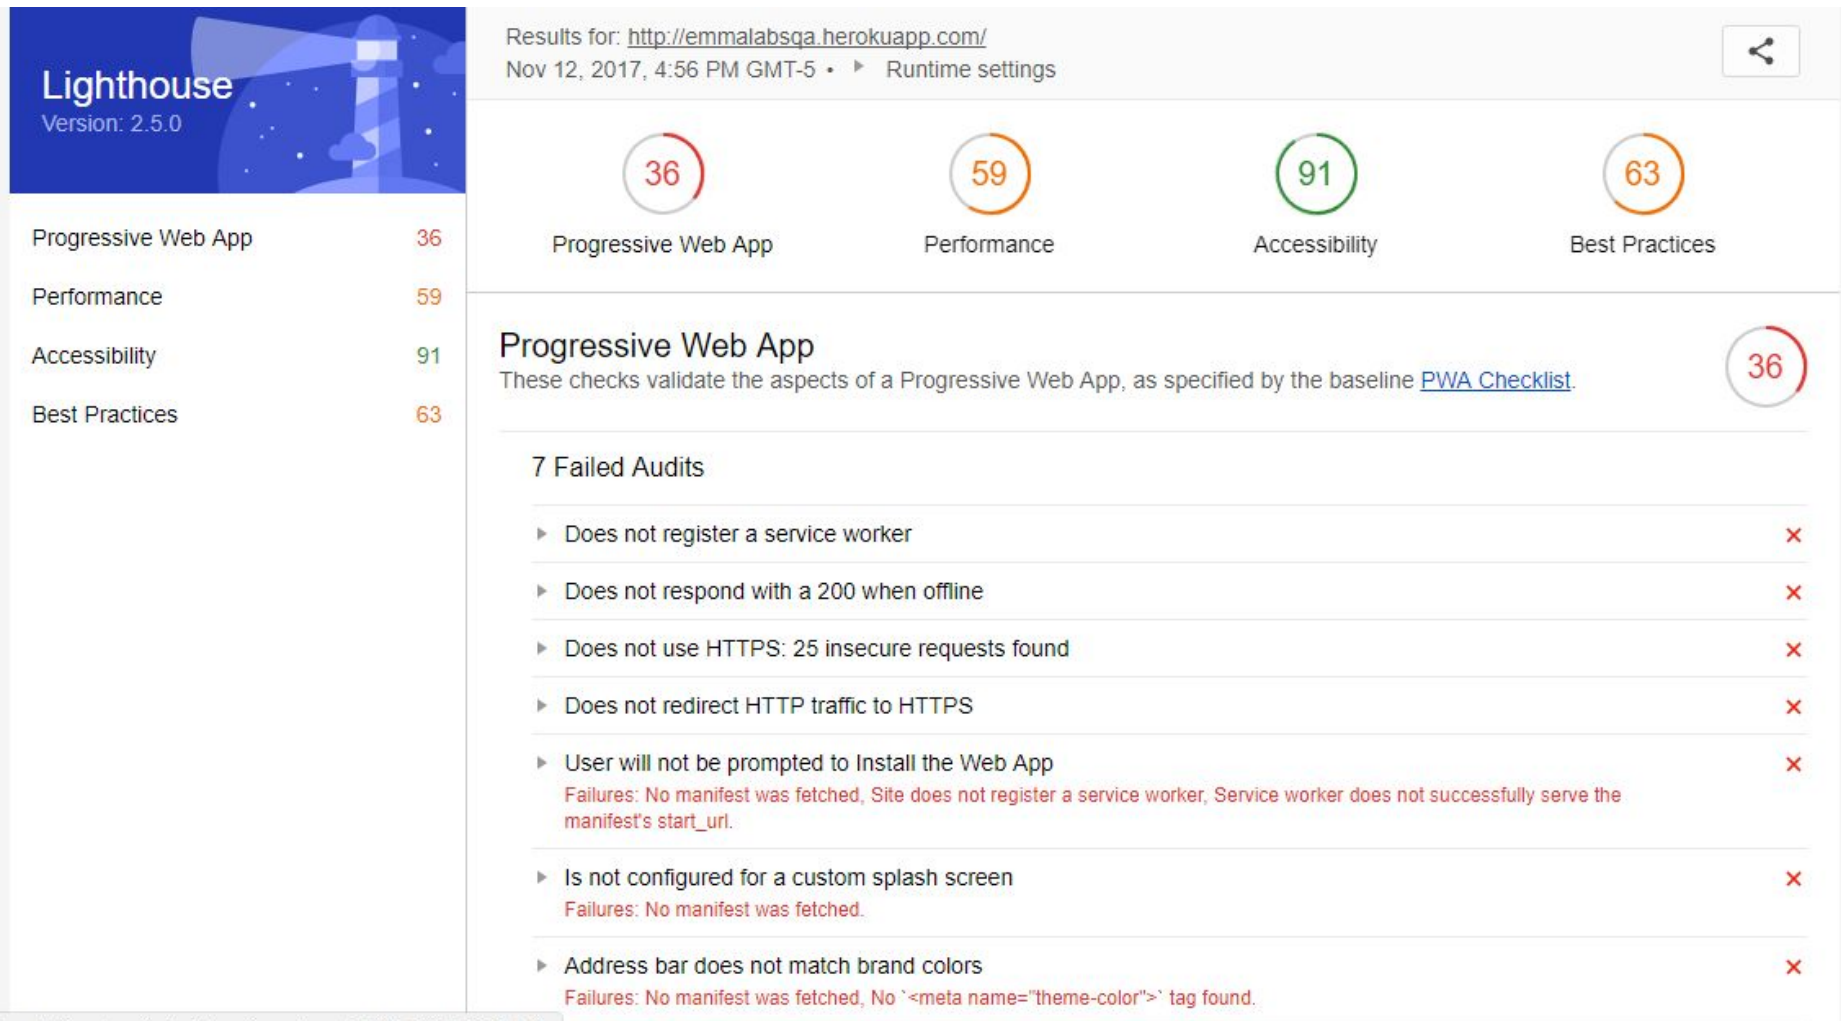 Lighthouse
Version: 2.5.0
Progressive Web App 36
Performance 59
Accessibility 91
Best Practices 63
Results for: http://emmalabsqa.herokuapp.com/
Nov 12, 2017, 4:56 PM GMT-5 • Runtime settings
36 59 91 63
Progressive Web App Performance Accessibility Best Practices
Progressive Web App
These checks validate the aspects of a Progressive Web App, as specified by the baseline PWA Checklist.
36
7 Failed Audits
Does not register a service worker
Does not respond with a 200 when offline
Does not use HTTPS: 25 insecure requests found
Does not redirect HTTP traffic to HTTPS
User will not be prompted to Install the Web App
Failures: No manifest was fetched, Site does not register a service worker, Service worker does not successfully serve the
manifest's start_url.
Is not configured for a custom splash screen
Failures: No manifest was fetched.
Address bar does not match brand colors
Failures: No manifest was fetched, No `<meta name="theme-color">` tag found.